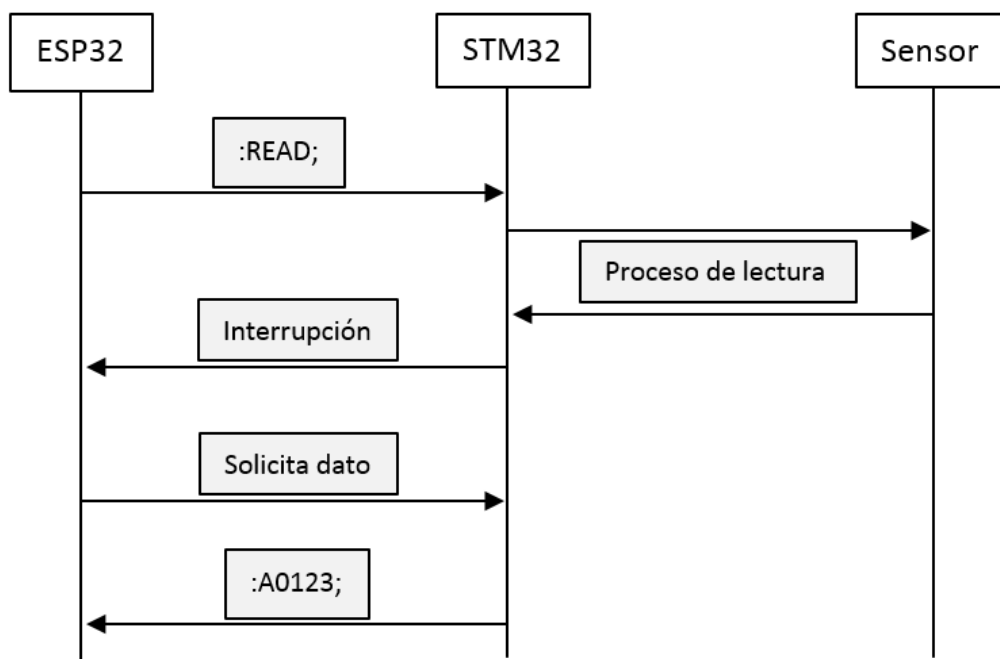 ESP32
STM32
Sensor
:READ;
Proceso de lectura
Interrupción
Solicita dato
:A0123;